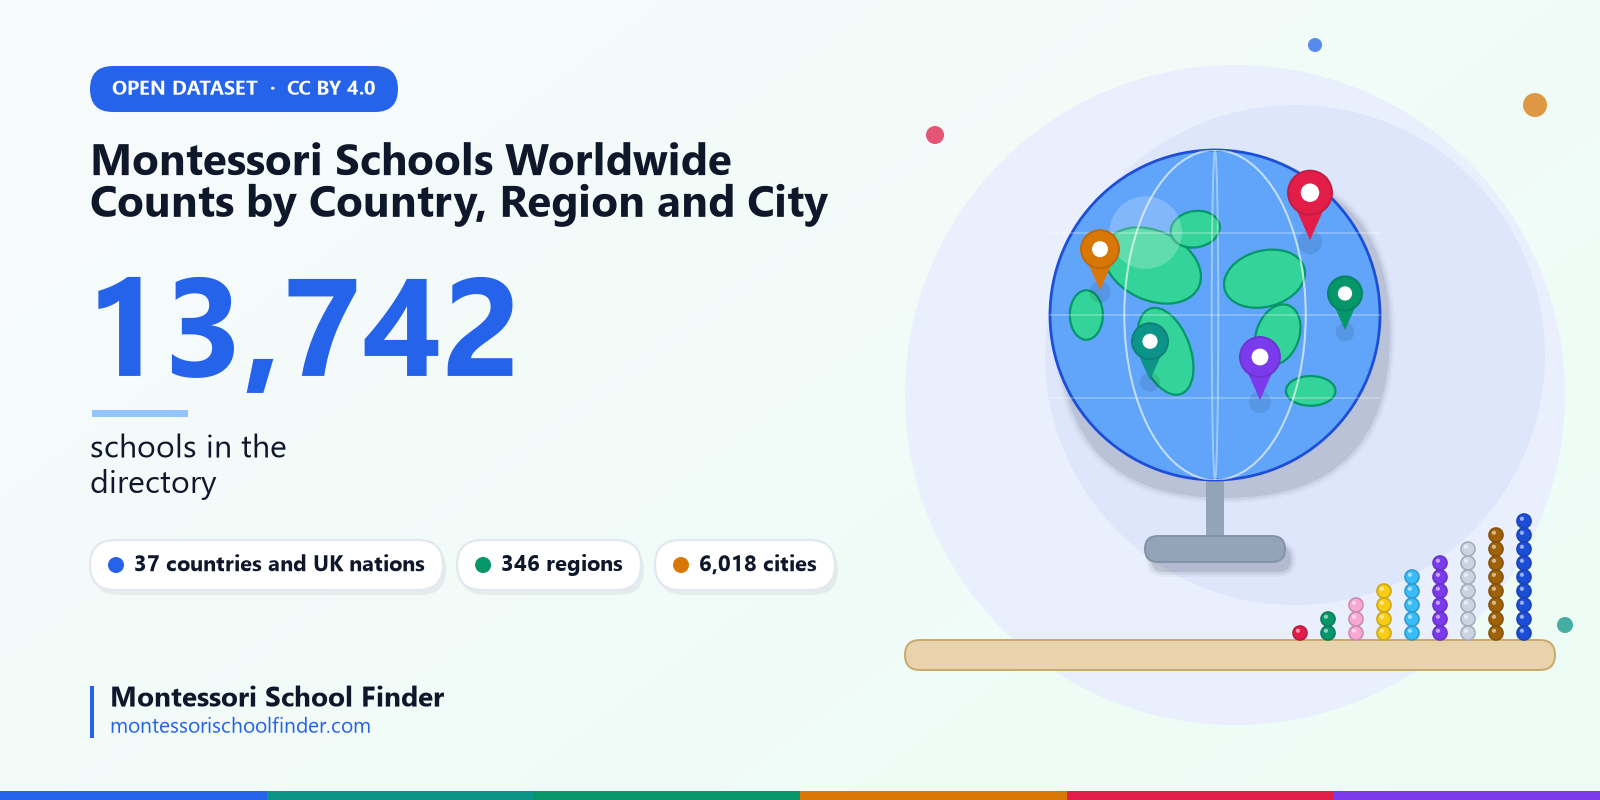 OPEN DATASET · CC BY 4.0
Montessori Schools Worldwide
Counts by Country, Region and City
13,742
schools in the
directory
37 countries and UK nations
346 regions
6,018 cities
Montessori School Finder
montessorischoolfinder.com